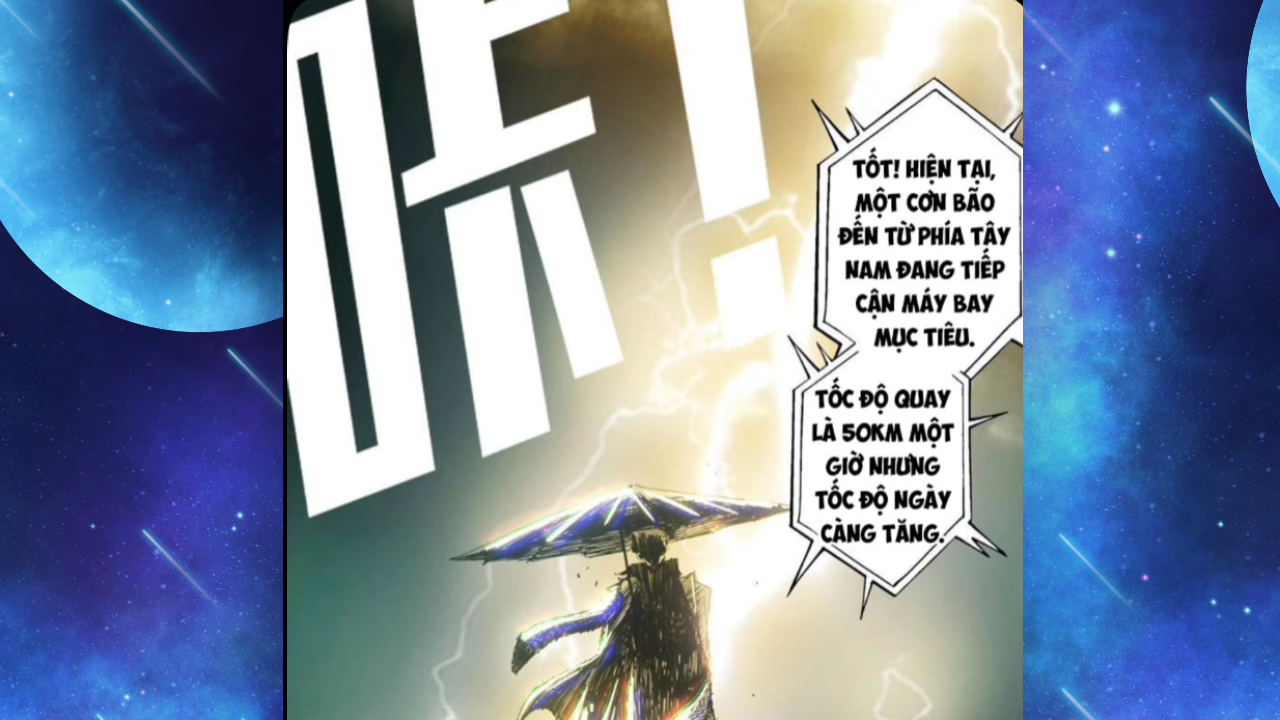 TỐT! HIỆN TẠI,
MỘT CƠN BÃO
ĐẾN TỪ PHÍA TÂY
NAM ĐANG TIẾP
CẬN MÁY BAY
MỤC TIÊU.
TỐC ĐỘ QUAY
LÀ 50KM MỘT
GIỜ NHƯNG
TỐC ĐỘ NGÀY
CÀNG TĂNG.